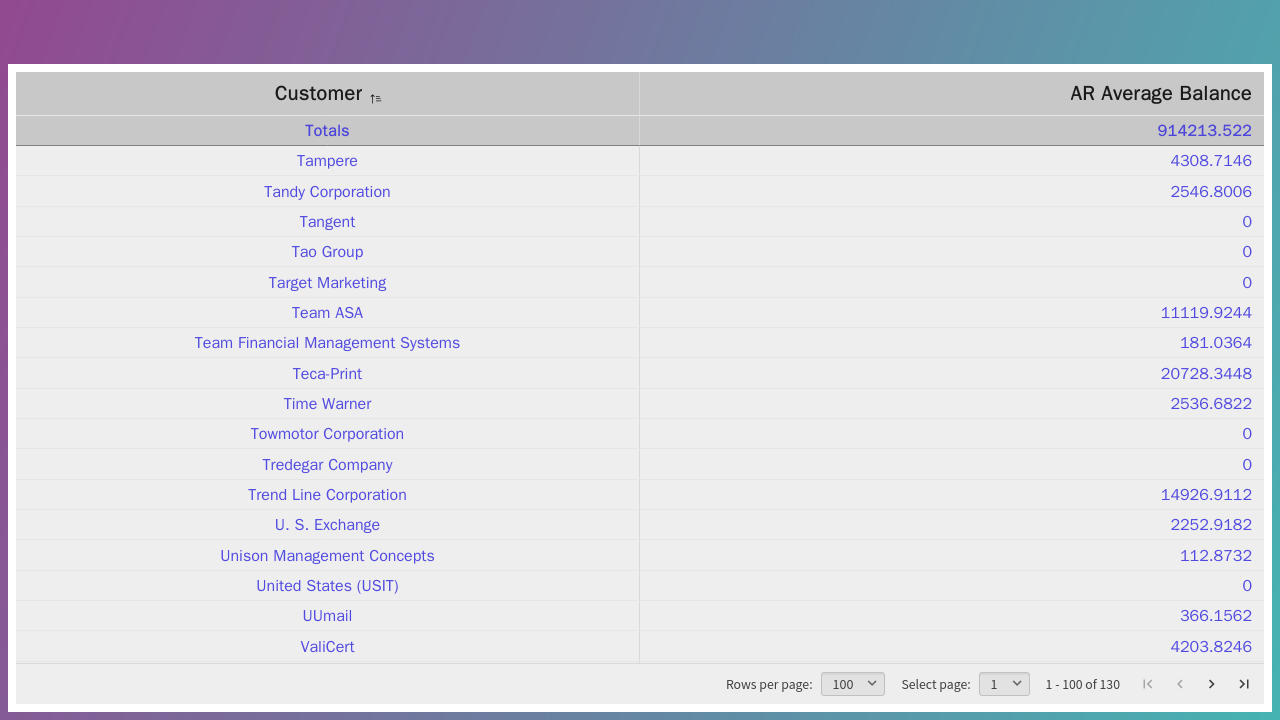 Customer AR Average Balance
Totals 914213.522
Tampere 4308.7146
Tandy Corporation 2546.8006
Tangent 0
Tao Group 0
Target Marketing 0
Team ASA 11119.9244
Team Financial Management Systems 181.0364
Teca-Print 20728.3448
Time Warner 2536.6822
Towmotor Corporation 0
Tredegar Company 0
Trend Line Corporation 14926.9112
U. S. Exchange 2252.9182
Unison Management Concepts 112.8732
United States (USIT) 0
UUmail 366.1562
ValiCert 4203.8246
Rows per page: 100 Select page: 1 1 - 100 of 130